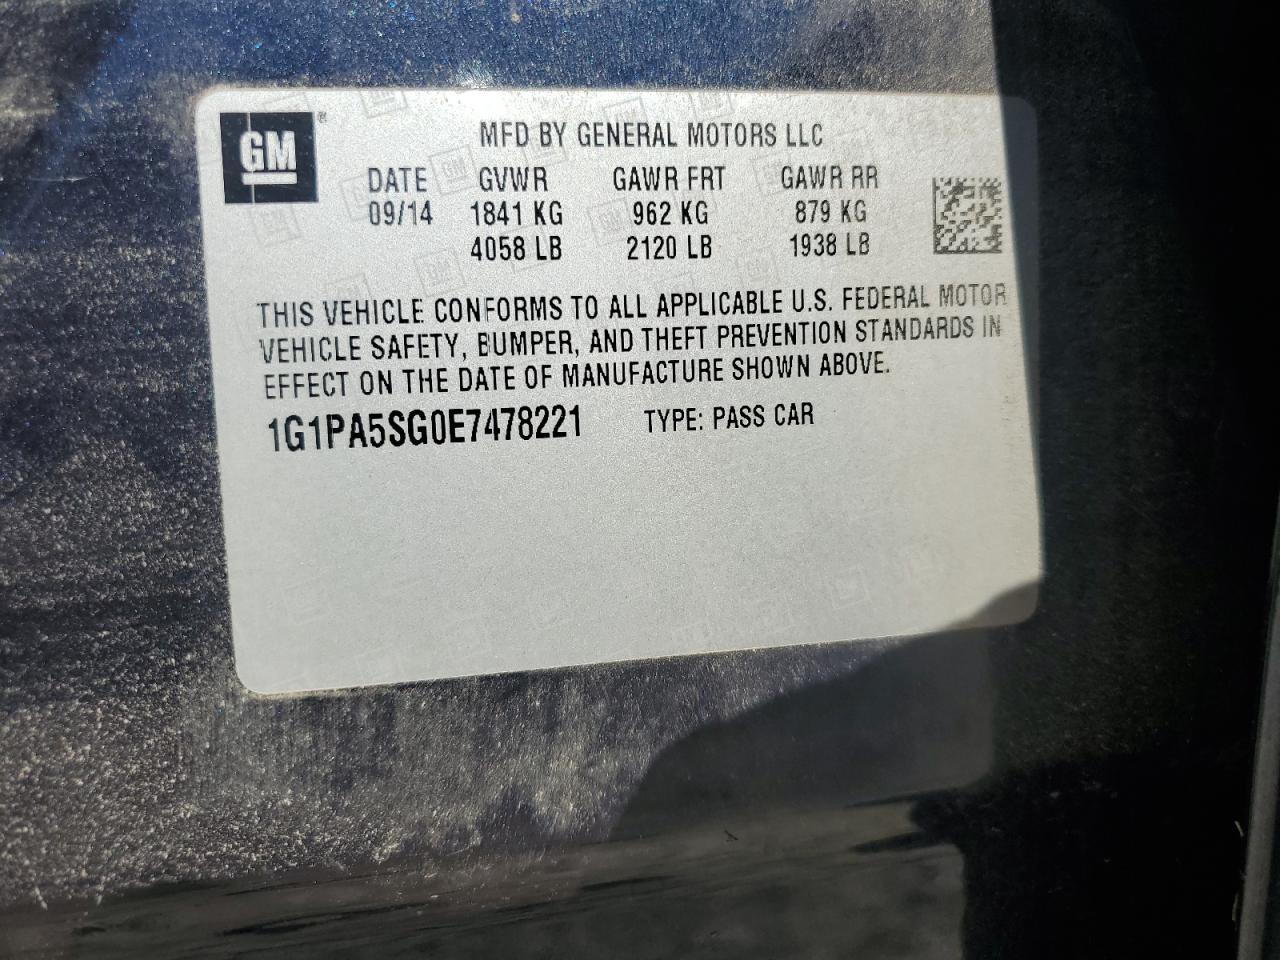 GM®
MFD BY GENERAL MOTORS LLC
DATE GVWR GAWR FRT GAWR RR
09/14 1841 KG 962 KG 879 KG
4058 LB 2120 LB 1938 LB
THIS VEHICLE CONFORMS TO ALL APPLICABLE U.S. FEDERAL MOTOR
VEHICLE SAFETY, BUMPER, AND THEFT PREVENTION STANDARDS IN
EFFECT ON THE DATE OF MANUFACTURE SHOWN ABOVE.
1G1PA5SG0E7478221 TYPE: PASS CAR